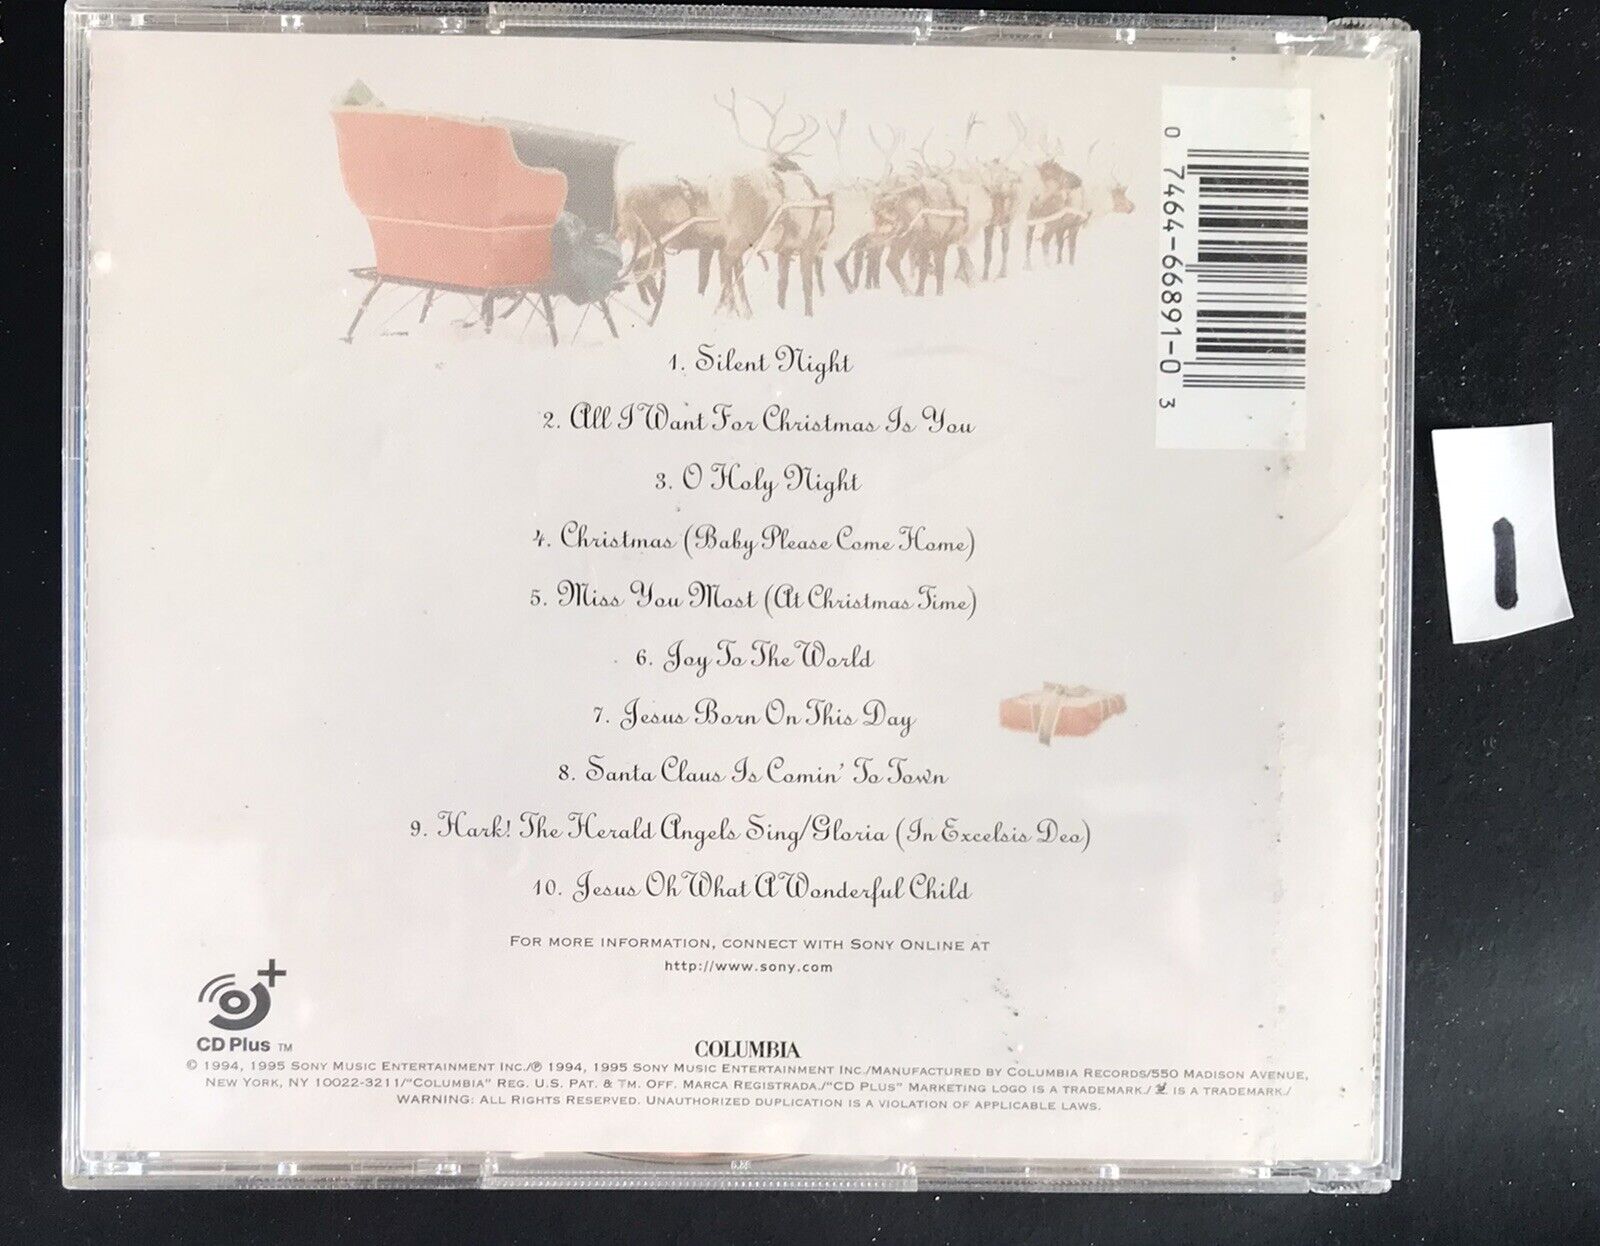 0 7464-66891-0 3
1. Silent Night
2. All I Want For Christmas Is You
3. O Holy Night
4. Christmas (Baby Please Come Home)
5. Miss You Most (At Christmas Time)
6. Joy To The World
7. Jesus Born On This Day
8. Santa Claus Is Comin' To Town
9. Hark! The Herald Angels Sing/Gloria (In Excelsis Deo)
10. Jesus Oh What A Wonderful Child
FOR MORE INFORMATION, CONNECT WITH SONY ONLINE AT
http://www.sony.com
CD Plus TM
COLUMBIA
© 1994, 1995 SONY MUSIC ENTERTAINMENT INC./℗ 1994, 1995 SONY MUSIC ENTERTAINMENT INC./MANUFACTURED BY COLUMBIA RECORDS/550 MADISON AVENUE,
NEW YORK, NY 10022-3211/"COLUMBIA" REG. U.S. PAT. & TM. OFF. MARCA REGISTRADA./"CD PLUS" MARKETING LOGO IS A TRADEMARK./ IS A TRADEMARK./
WARNING: ALL RIGHTS RESERVED. UNAUTHORIZED DUPLICATION IS A VIOLATION OF APPLICABLE LAWS.
1